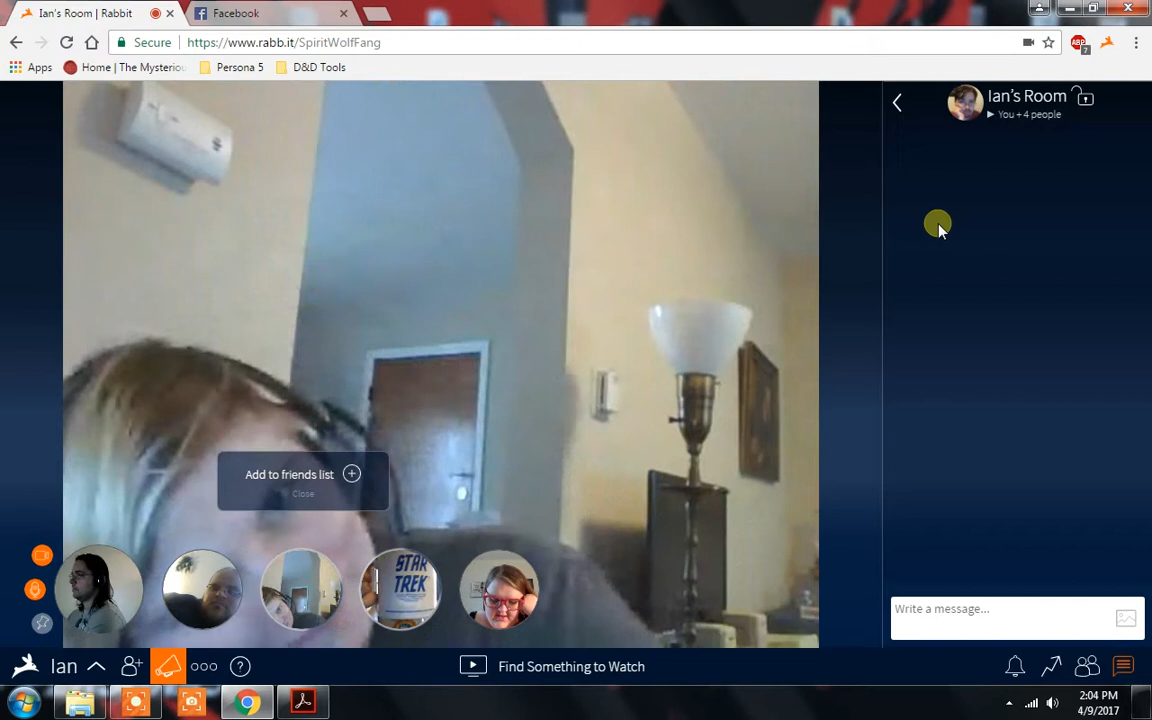 Ian's Room | Rabbit
Facebook
Secure
https://www.rabb.it/SpiritWolfFang
ABP
7
Apps
Home | The Mysteriou
Persona 5
D&D Tools
Ian's Room
You + 4 people
Add to friends list
Close
STAR
TREK
Write a message...
Ian
Find Something to Watch
2:04 PM
4/9/2017